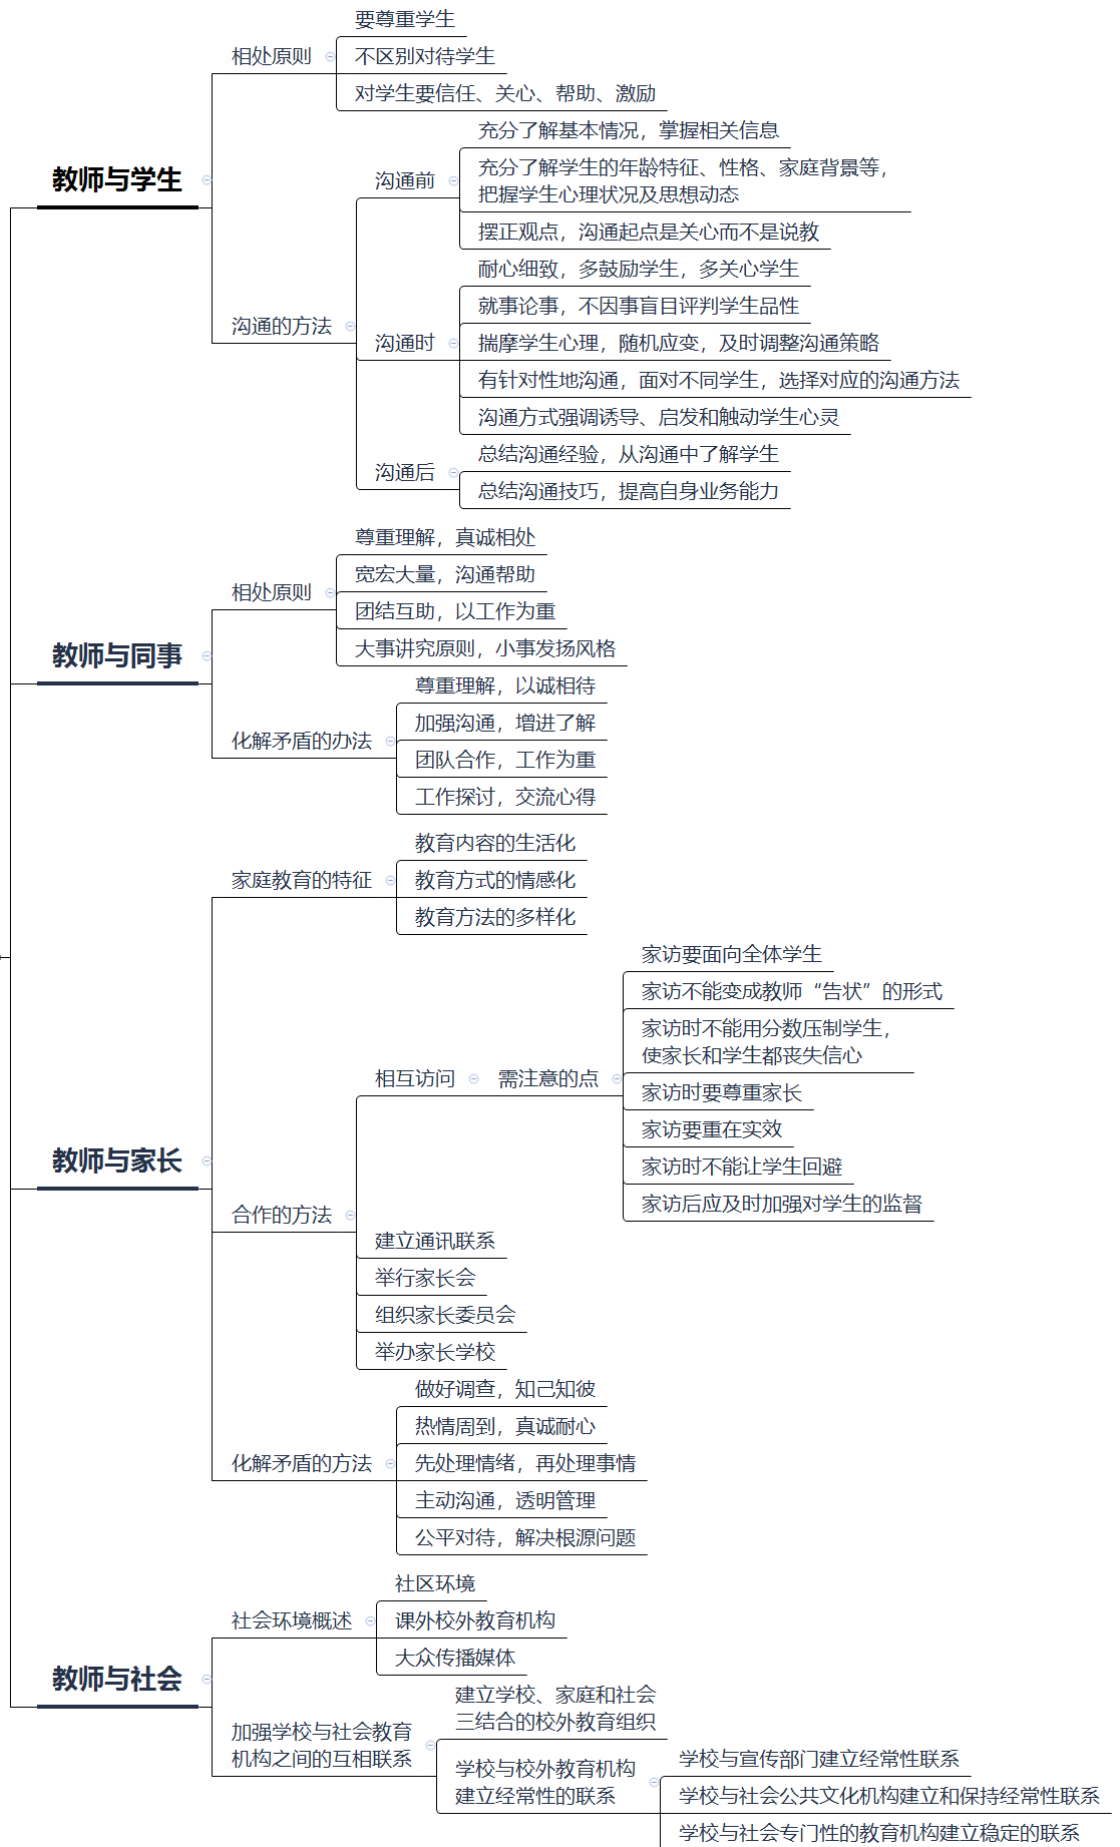 教师与学生
相处原则
要尊重学生
不区别对待学生
对学生要信任、关心、帮助、激励
沟通的方法
沟通前
充分了解基本情况，掌握相关信息
充分了解学生的年龄特征、性格、家庭背景等，
把握学生心理状况及思想动态
摆正观点，沟通起点是关心而不是说教
沟通时
耐心细致，多鼓励学生，多关心学生
就事论事，不因事盲目评判学生品性
揣摩学生心理，随机应变，及时调整沟通策略
有针对性地沟通，面对不同学生，选择对应的沟通方法
沟通方式强调诱导、启发和触动学生心灵
沟通后
总结沟通经验，从沟通中了解学生
总结沟通技巧，提高自身业务能力
教师与同事
相处原则
尊重理解，真诚相处
宽宏大量，沟通帮助
团结互助，以工作为重
大事讲究原则，小事发扬风格
化解矛盾的办法
尊重理解，以诚相待
加强沟通，增进了解
团队合作，工作为重
工作探讨，交流心得
教师与家长
家庭教育的特征
教育内容的生活化
教育方式的情感化
教育方法的多样化
合作的方法
相互访问
需注意的点
家访要面向全体学生
家访不能变成教师“告状”的形式
家访时不能用分数压制学生，
使家长和学生都丧失信心
家访时要尊重家长
家访要重在实效
家访时不能让学生回避
家访后应及时加强对学生的监督
建立通讯联系
举行家长会
组织家长委员会
举办家长学校
化解矛盾的方法
做好调查，知己知彼
热情周到，真诚耐心
先处理情绪，再处理事情
主动沟通，透明管理
公平对待，解决根源问题
教师与社会
社会环境概述
社区环境
课外校外教育机构
大众传播媒体
加强学校与社会教育
机构之间的互相联系
建立学校、家庭和社会
三结合的校外教育组织
学校与校外教育机构
建立经常性的联系
学校与宣传部门建立经常性联系
学校与社会公共文化机构建立和保持经常性联系
学校与社会专门性的教育机构建立稳定的联系